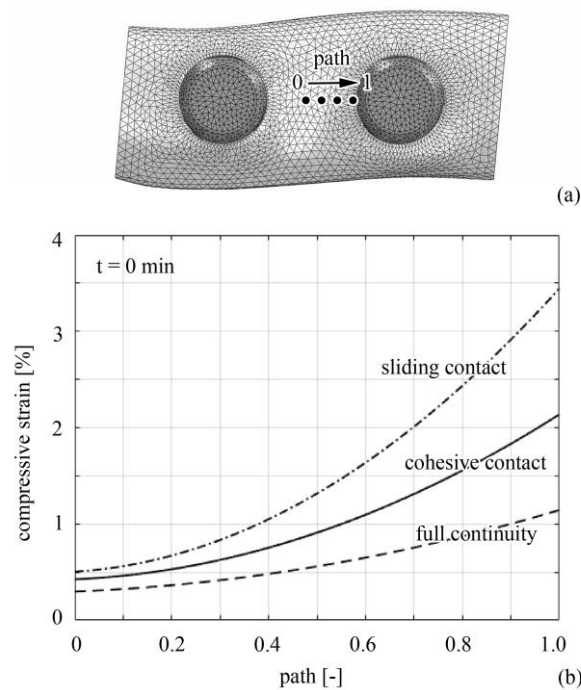 path
0 1
(a)
4
3
2
1
0
t = 0 min
sliding contact
cohesive contact
full continuity
compressive strain [%]
0 0.2 0.4 0.6 0.8 1.0
path [-]
(b)